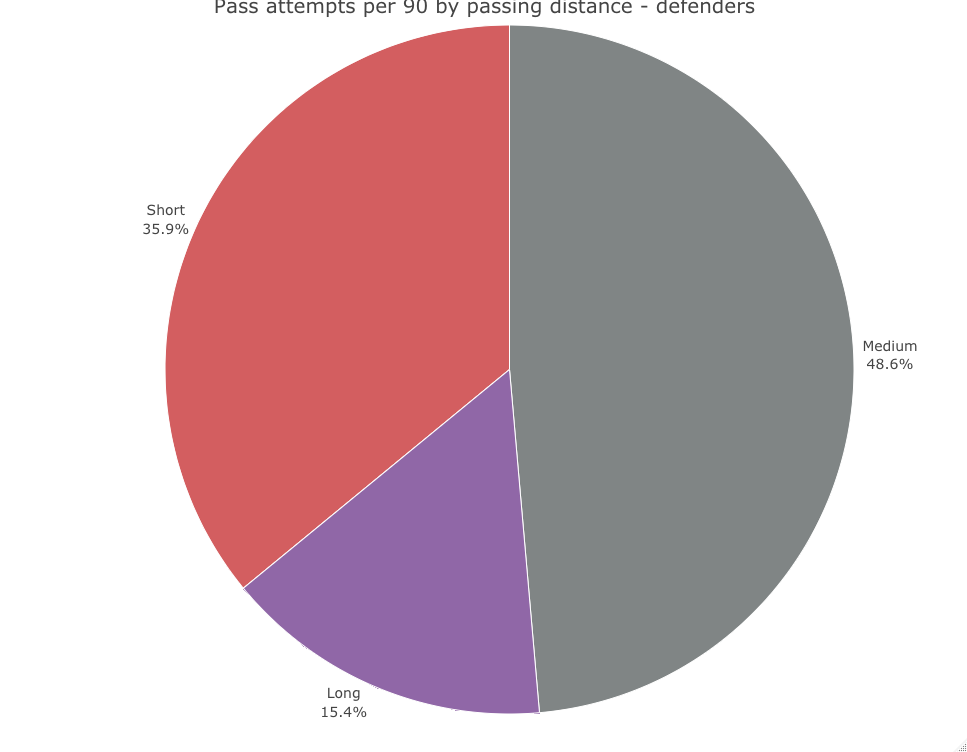 Pass attempts per 90 by passing distance - defenders
Short
35.9%
Medium
48.6%
Long
15.4%